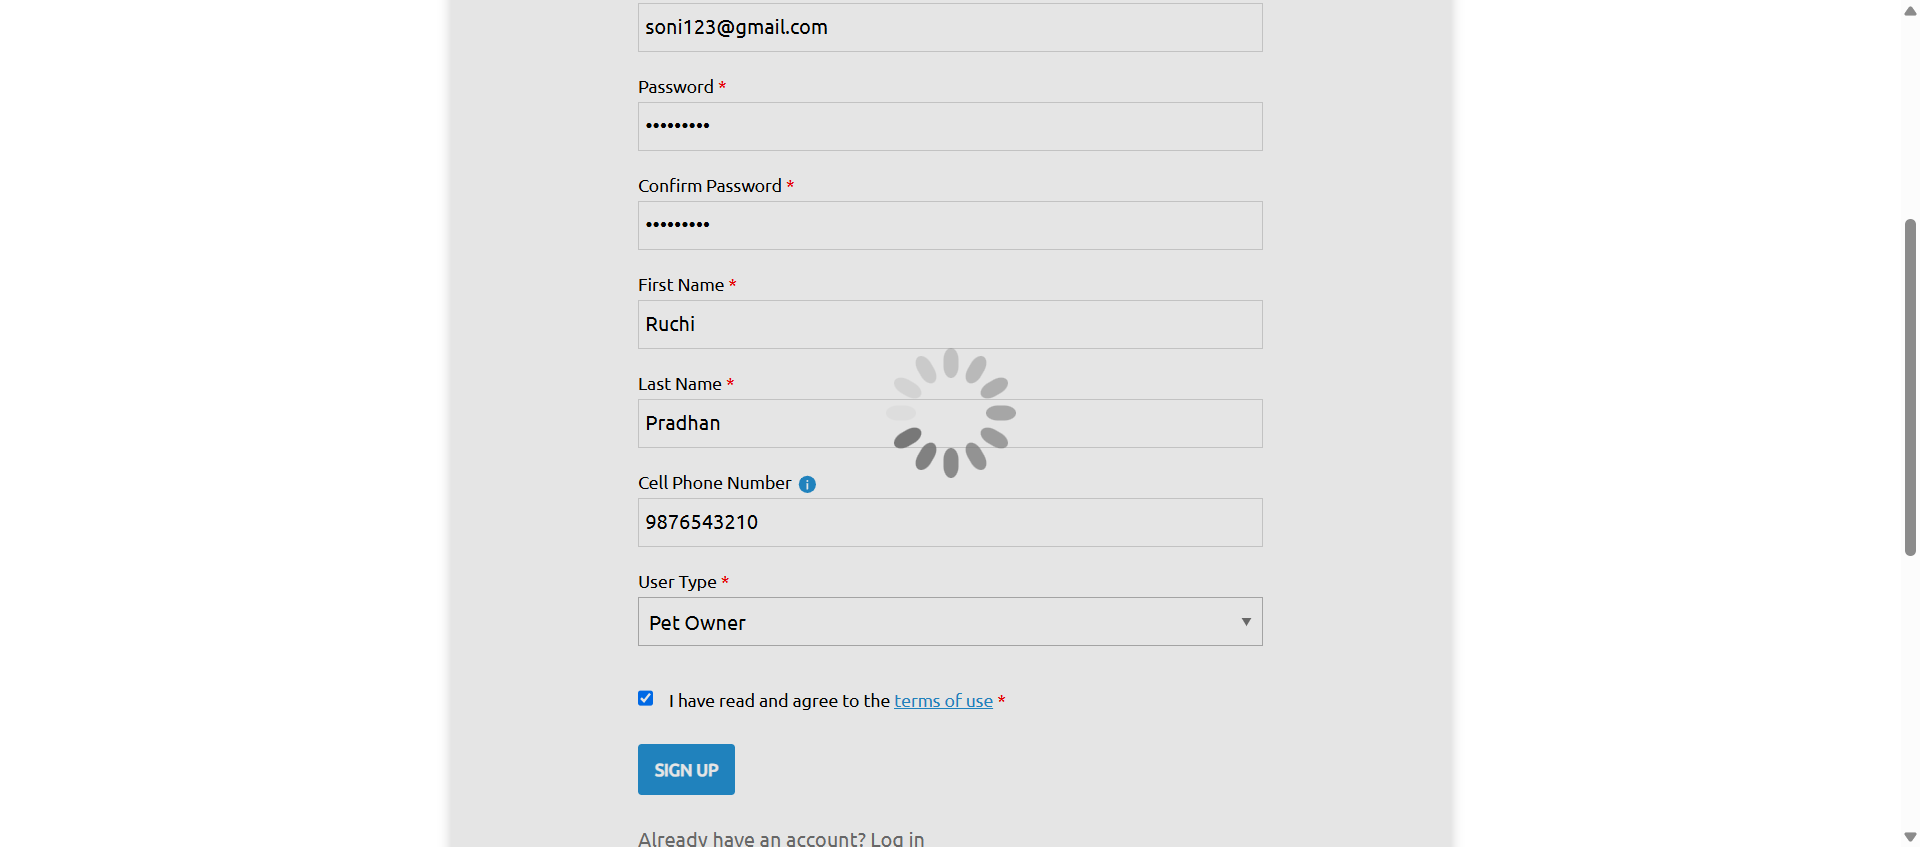 soni123@gmail.com
Password *
•••••••••
Confirm Password *
•••••••••
First Name *
Ruchi
Last Name *
Pradhan
Cell Phone Number i
9876543210
User Type *
Pet Owner
I have read and agree to the terms of use *
SIGN UP
Already have an account? Log in